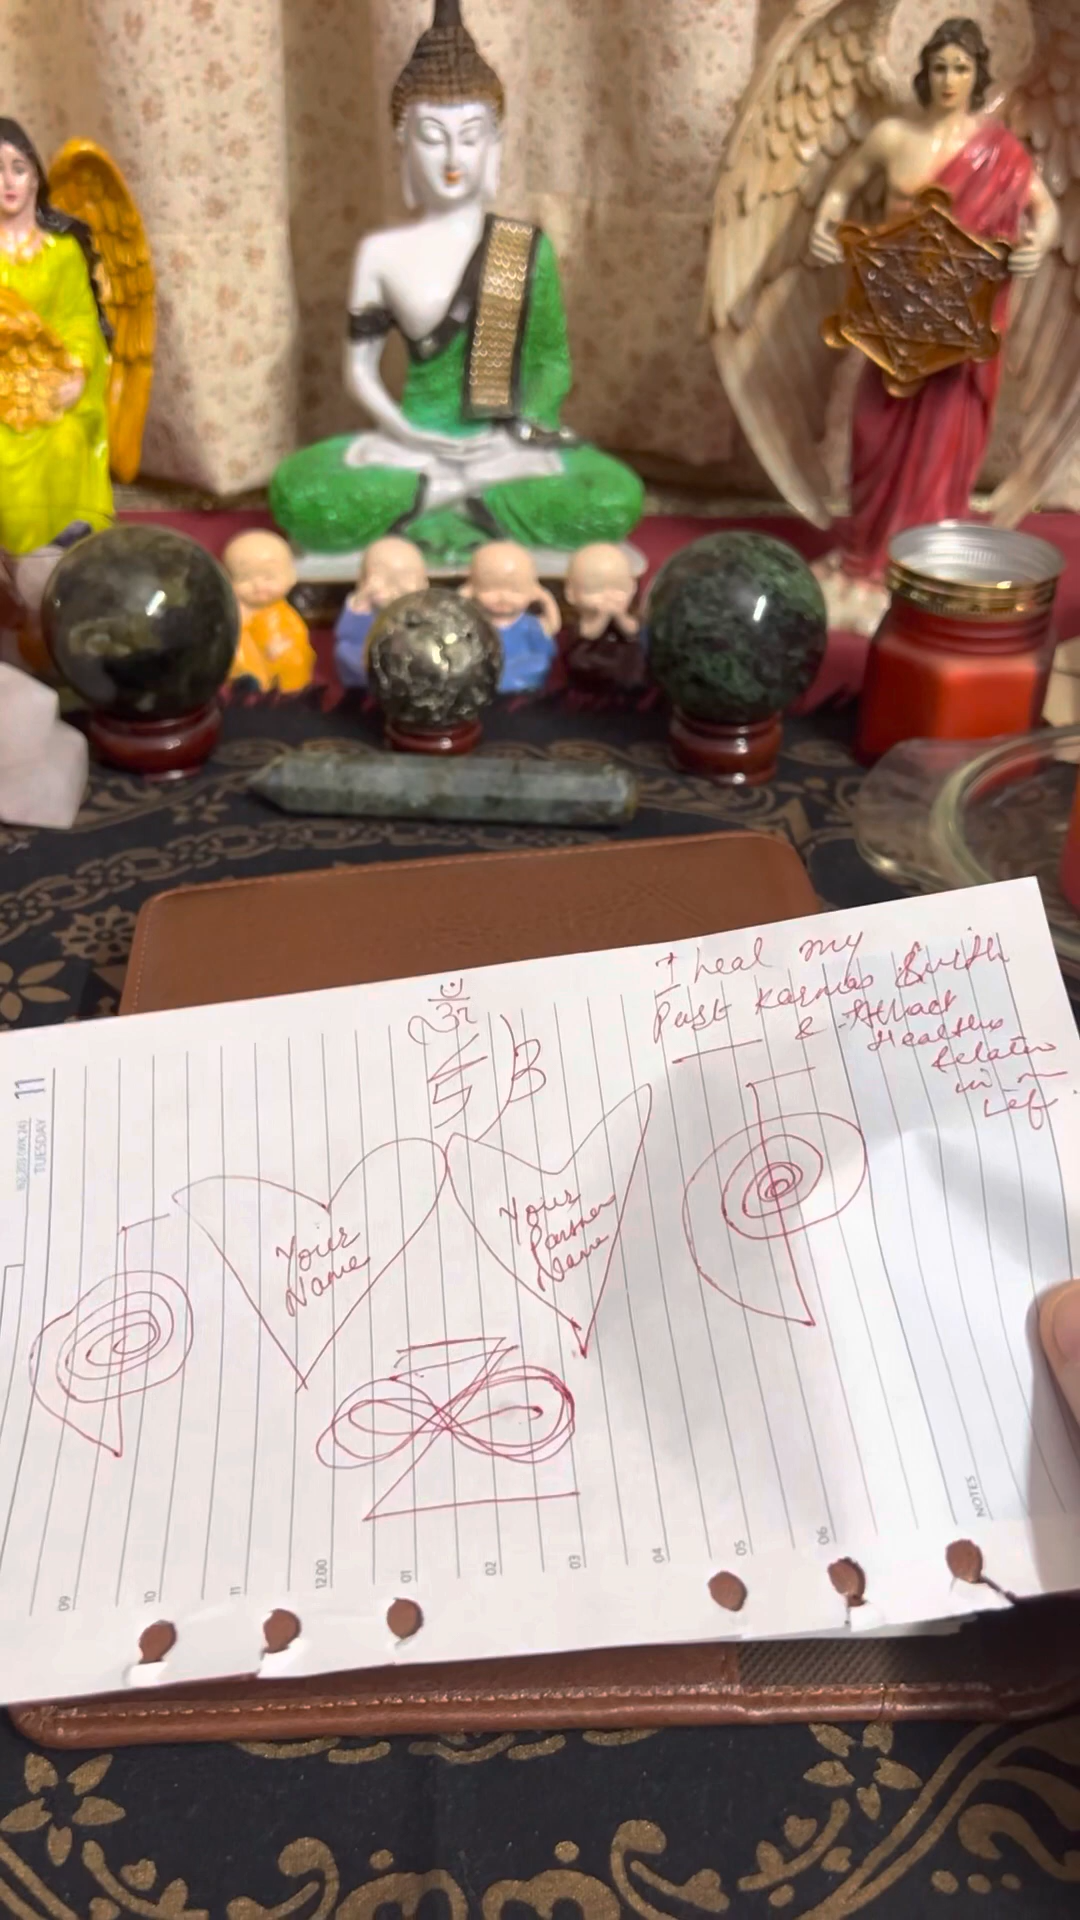 I heal my
Past Karmas with
& Attract
Healthy
Relation
in
Life.
ॐ
Your
Name
Your
Partner
Name
11
TUESDAY
09
10
11
12.00
01
02
03
04
05
06
NOTES